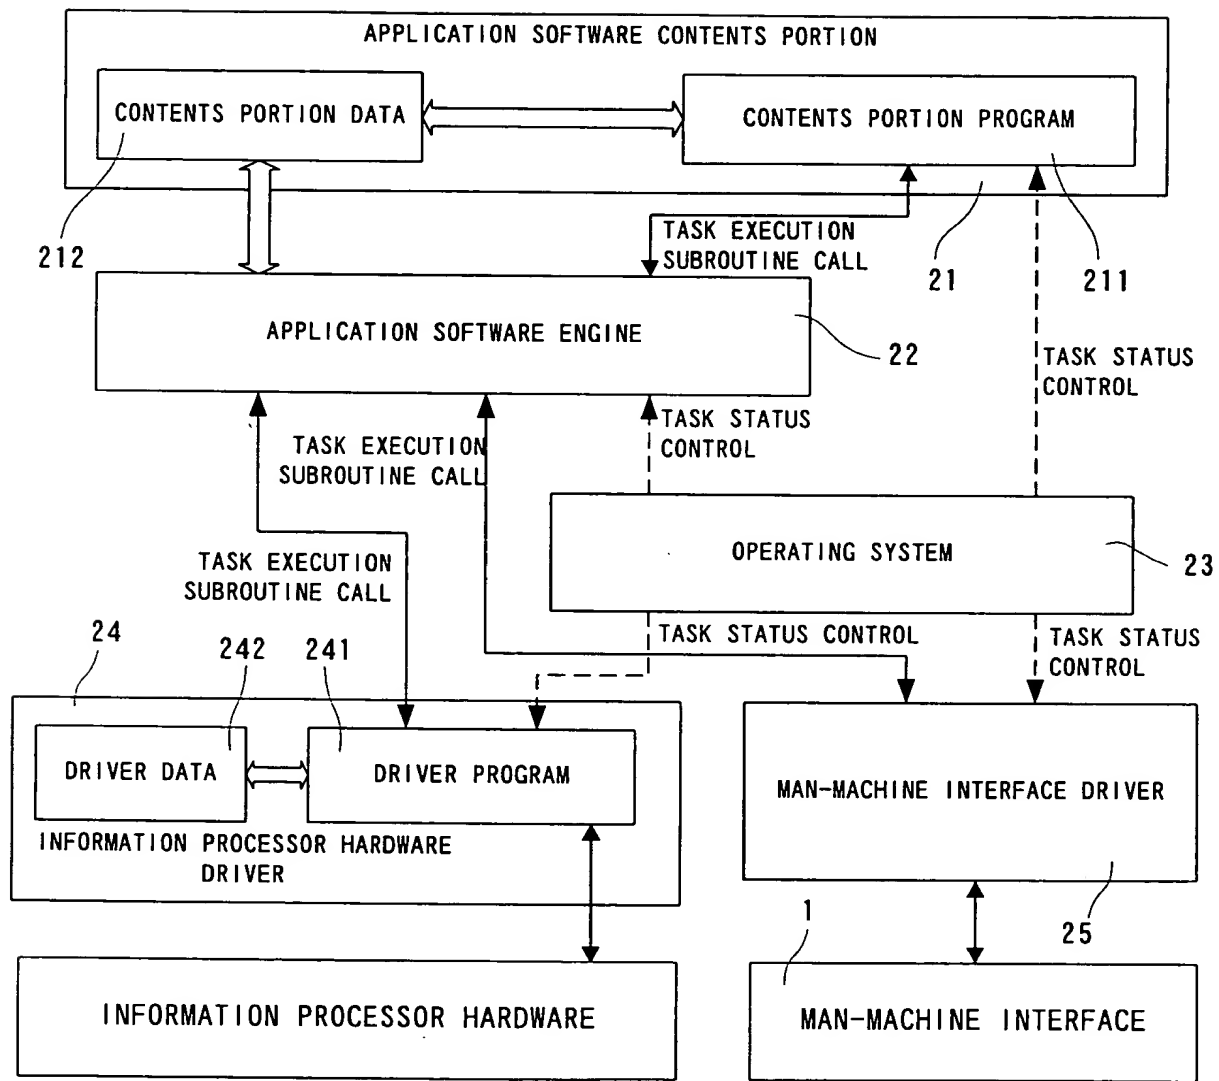 APPLICATION SOFTWARE CONTENTS PORTION
CONTENTS PORTION DATA
CONTENTS PORTION PROGRAM
212
TASK EXECUTION
SUBROUTINE CALL
21
211
APPLICATION SOFTWARE ENGINE
22
TASK STATUS
CONTROL
TASK EXECUTION
SUBROUTINE CALL
TASK STATUS
CONTROL
OPERATING SYSTEM
23
TASK EXECUTION
SUBROUTINE CALL
24
242
241
TASK STATUS CONTROL
TASK STATUS
CONTROL
DRIVER DATA
DRIVER PROGRAM
MAN-MACHINE INTERFACE DRIVER
INFORMATION PROCESSOR HARDWARE
DRIVER
1
25
INFORMATION PROCESSOR HARDWARE
MAN-MACHINE INTERFACE